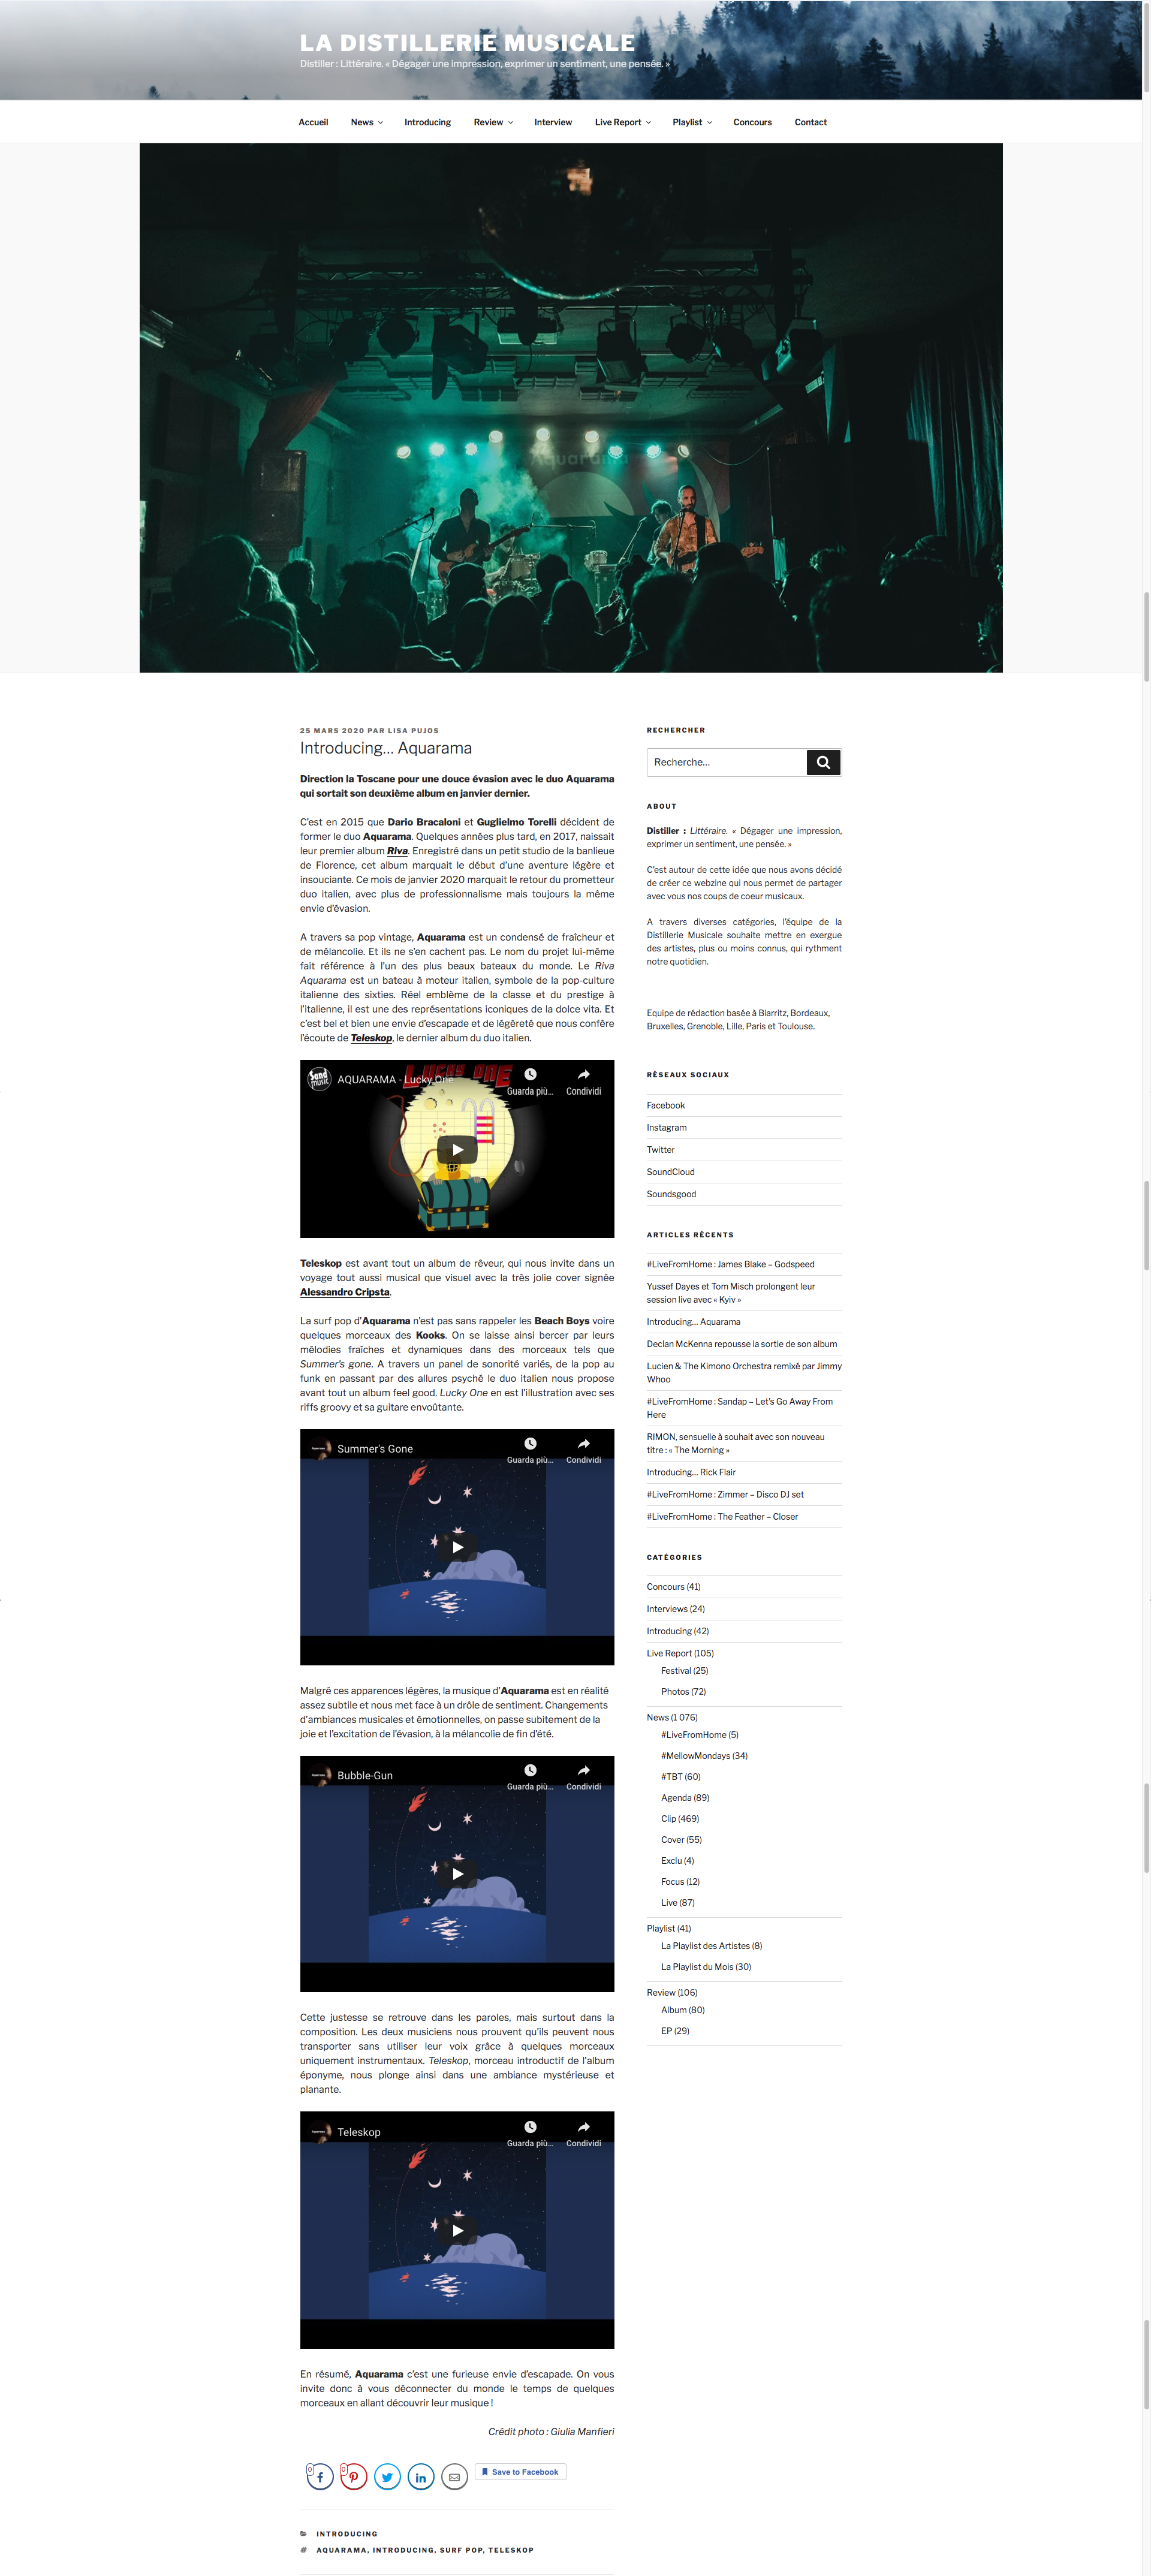 LA DISTILLERIE MUSICALE
Distiller : Littéraire. « Dégager une impression, exprimer un sentiment, une pensée. »
Accueil News Introducing Review Interview Live Report Playlist Concours Contact
Aquarama
25 MARS 2020 PAR LISA PUJOS
Introducing… Aquarama
Direction la Toscane pour une douce évasion avec le duo Aquarama
qui sortait son deuxième album en janvier dernier.
C'est en 2015 que Dario Bracaloni et Guglielmo Torelli décident de
former le duo Aquarama. Quelques années plus tard, en 2017, naissait
leur premier album Riva. Enregistré dans un petit studio de la banlieue
de Florence, cet album marquait le début d'une aventure légère et
insouciante. Ce mois de janvier 2020 marquait le retour du prometteur
duo italien, avec plus de professionnalisme mais toujours la même
envie d'évasion.
A travers sa pop vintage, Aquarama est un condensé de fraîcheur et
de mélancolie. Et ils ne s'en cachent pas. Le nom du projet lui-même
fait référence à l'un des plus beaux bateaux du monde. Le Riva
Aquarama est un bateau à moteur italien, symbole de la pop-culture
italienne des sixties. Réel emblème de la classe et du prestige à
l'italienne, il est une des représentations iconiques de la dolce vita. Et
c'est bel et bien une envie d'escapade et de légèreté que nous confère
l'écoute de Teleskop, le dernier album du duo italien.
LUCKY ONE
Sand music AQUARAMA - Lucky One
Guarda più... Condividi
Teleskop est avant tout un album de rêveur, qui nous invite dans un
voyage tout aussi musical que visuel avec la très jolie cover signée
Alessandro Cripsta.
La surf pop d'Aquarama n'est pas sans rappeler les Beach Boys voire
quelques morceaux des Kooks. On se laisse ainsi bercer par leurs
mélodies fraîches et dynamiques dans des morceaux tels que
Summer's gone. A travers un panel de sonorité variés, de la pop au
funk en passant par des allures psyché le duo italien nous propose
avant tout un album feel good. Lucky One en est l'illustration avec ses
riffs groovy et sa guitare envoûtante.
Summer's Gone
Guarda più... Condividi
Malgré ces apparences légères, la musique d'Aquarama est en réalité
assez subtile et nous met face à un drôle de sentiment. Changements
d'ambiances musicales et émotionnelles, on passe subitement de la
joie et l'excitation de l'évasion, à la mélancolie de fin d'été.
Bubble-Gun
Guarda più... Condividi
Cette justesse se retrouve dans les paroles, mais surtout dans la
composition. Les deux musiciens nous prouvent qu'ils peuvent nous
transporter sans utiliser leur voix grâce à quelques morceaux
uniquement instrumentaux. Teleskop, morceau introductif de l'album
éponyme, nous plonge ainsi dans une ambiance mystérieuse et
planante.
Teleskop
Guarda più... Condividi
En résumé, Aquarama c'est une furieuse envie d'escapade. On vous
invite donc à vous déconnecter du monde le temps de quelques
morceaux en allant découvrir leur musique !
Crédit photo : Giulia Manfieri
0 0 Save to Facebook
INTRODUCING
# AQUARAMA, INTRODUCING, SURF POP, TELESKOP
RECHERCHER
Recherche…
ABOUT
Distiller : Littéraire. « Dégager une impression,
exprimer un sentiment, une pensée. »
C'est autour de cette idée que nous avons décidé
de créer ce webzine qui nous permet de partager
avec vous nos coups de coeur musicaux.
A travers diverses catégories, l'équipe de la
Distillerie Musicale souhaite mettre en exergue
des artistes, plus ou moins connus, qui rythment
notre quotidien.
Equipe de rédaction basée à Biarritz, Bordeaux,
Bruxelles, Grenoble, Lille, Paris et Toulouse.
RÉSEAUX SOCIAUX
Facebook
Instagram
Twitter
SoundCloud
Soundsgood
ARTICLES RÉCENTS
#LiveFromHome : James Blake – Godspeed
Yussef Dayes et Tom Misch prolongent leur
session live avec « Kyiv »
Introducing… Aquarama
Declan McKenna repousse la sortie de son album
Lucien & The Kimono Orchestra remixé par Jimmy
Whoo
#LiveFromHome : Sandap – Let's Go Away From
Here
RIMON, sensuelle à souhait avec son nouveau
titre : « The Morning »
Introducing… Rick Flair
#LiveFromHome : Zimmer – Disco DJ set
#LiveFromHome : The Feather – Closer
CATÉGORIES
Concours (41)
Interviews (24)
Introducing (42)
Live Report (105)
Festival (25)
Photos (72)
News (1 076)
#LiveFromHome (5)
#MellowMondays (34)
#TBT (60)
Agenda (89)
Clip (469)
Cover (55)
Exclu (4)
Focus (12)
Live (87)
Playlist (41)
La Playlist des Artistes (8)
La Playlist du Mois (30)
Review (106)
Album (80)
EP (29)